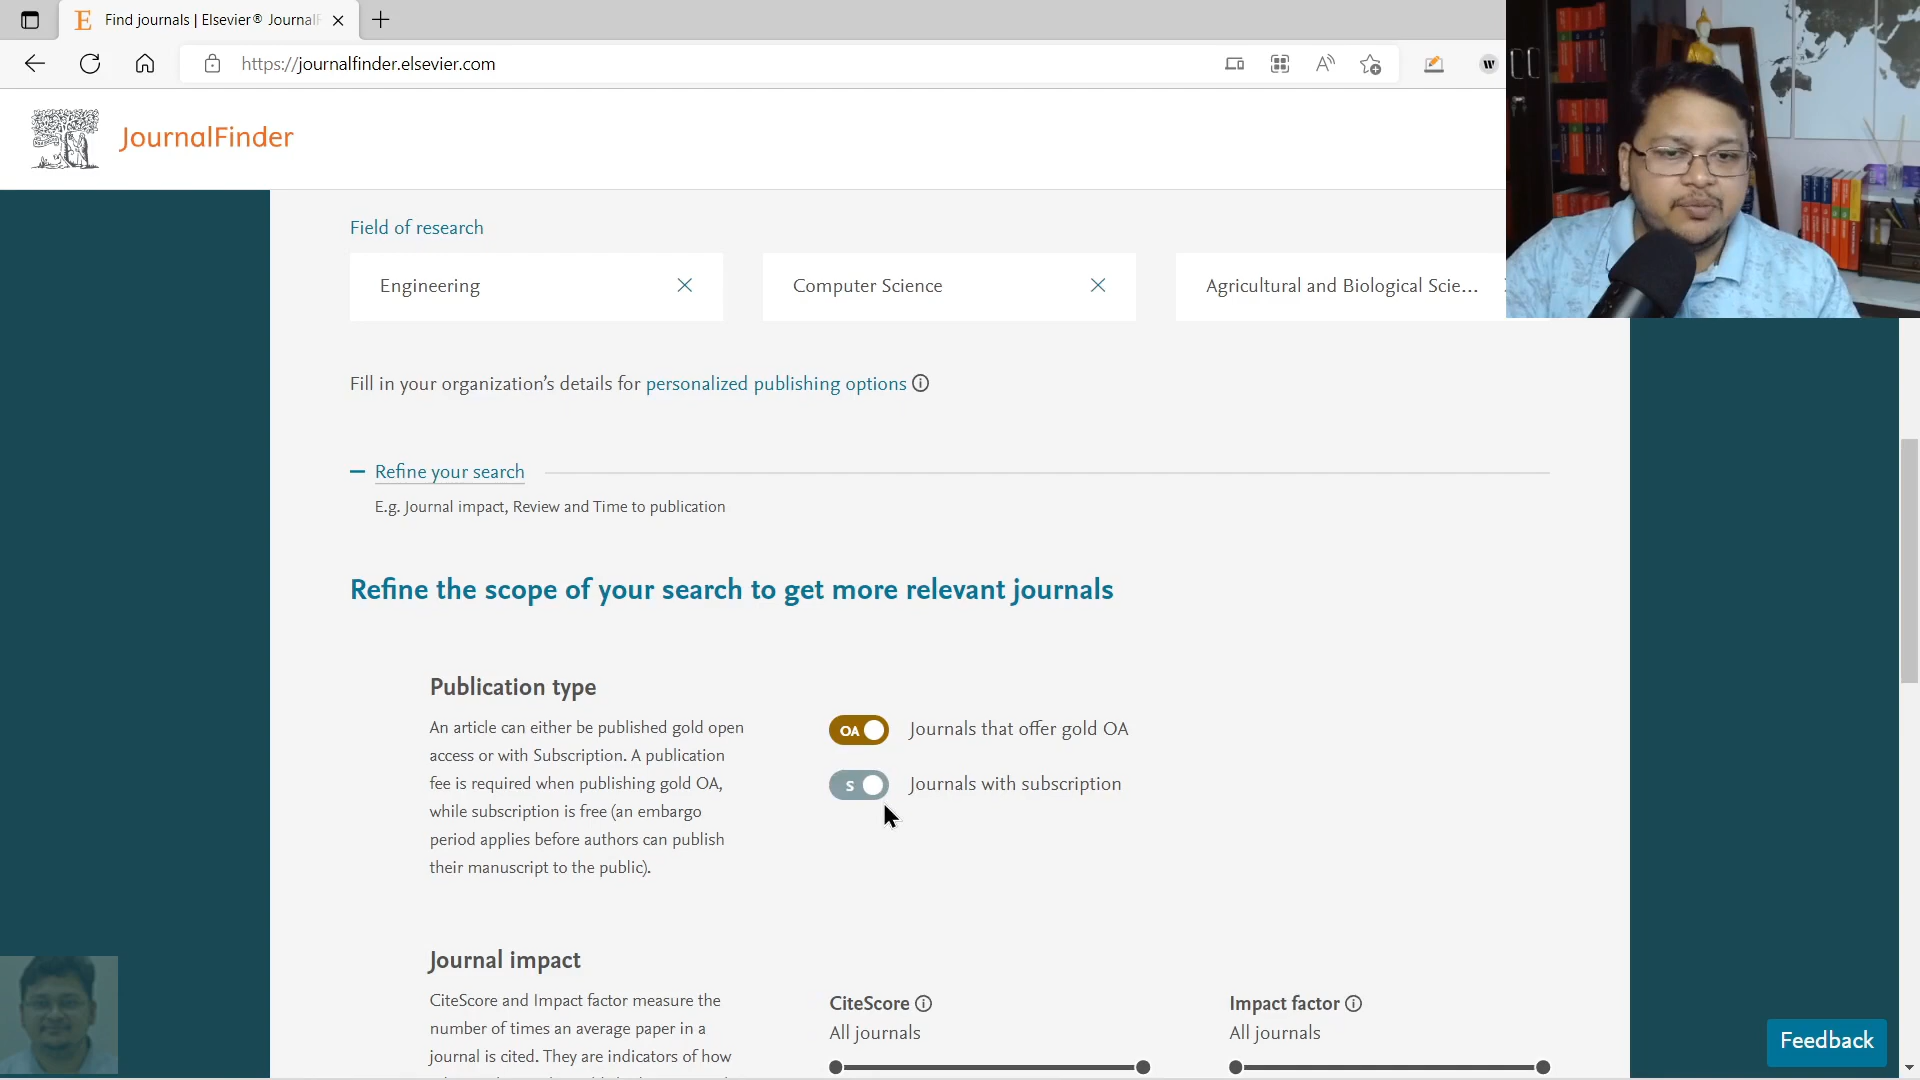 Find journals | Elsevier® Journal
https://journalfinder.elsevier.com
W
JournalFinder
Field of research
Engineering
Computer Science
Agricultural and Biological Scie...
Fill in your organization's details for personalized publishing options
Refine your search
E.g. Journal impact, Review and Time to publication
Refine the scope of your search to get more relevant journals
Publication type
An article can either be published gold open
access or with Subscription. A publication
fee is required when publishing gold OA,
while subscription is free (an embargo
period applies before authors can publish
their manuscript to the public).
OA Journals that offer gold OA
S Journals with subscription
Journal impact
CiteScore and Impact factor measure the
number of times an average paper in a
journal is cited. They are indicators of how
CiteScore
All journals
Impact factor
All journals
Feedback